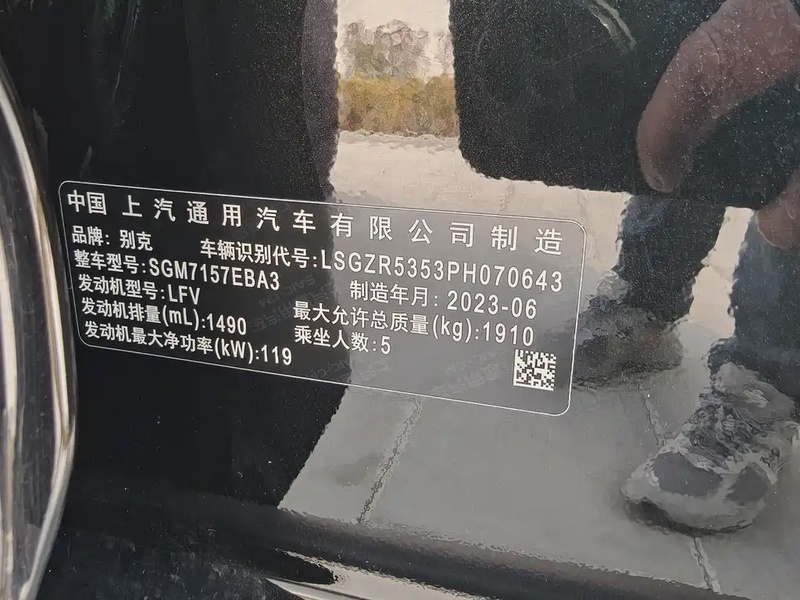 中国 上汽通用汽车有限公司制造
品牌: 别克 车辆识别代号:LSGZR5353PH070643
整车型号:SGM7157EBA3
发动机型号:LFV 制造年月: 2023-06
发动机排量(mL):1490 最大允许总质量(kg):1910
发动机最大净功率(kW):119 乘坐人数:5